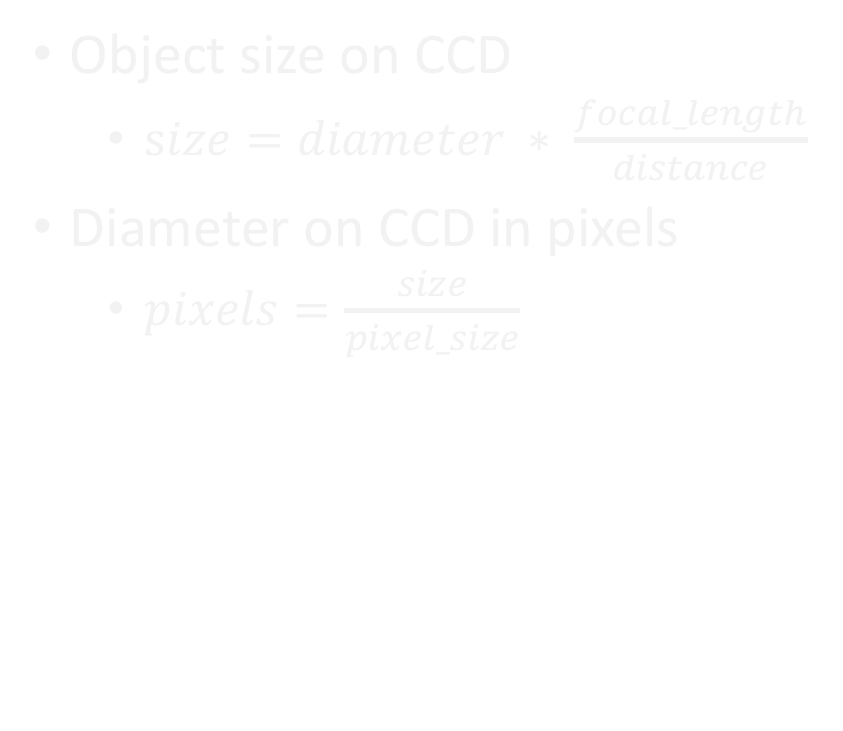 • Object size on CCD
• size = diameter * focal_length / distance
• Diameter on CCD in pixels
• pixels = size / pixel_size